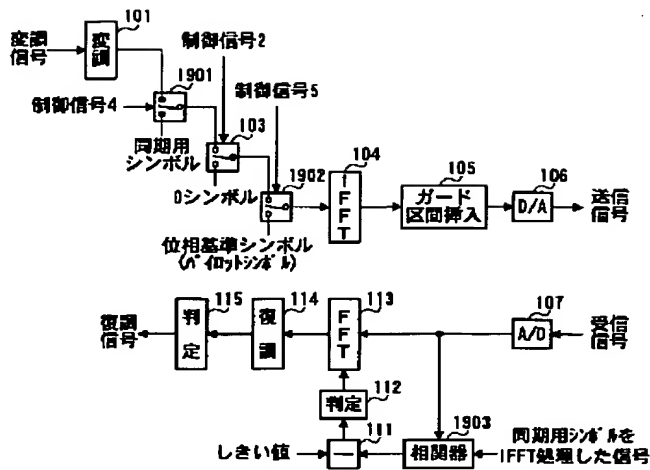 101
変調
信号
変調
制御信号2
1901
制御信号4
制御信号5
同期用
シンボル
103
0シンボル
1902
104
IFFT
105
ガード
区間挿入
106
D/A
送信
信号
位相基準シンボル
(パイロットシンボル)
115
114
113
107
復調
信号
判定
復調
FFT
A/D
受信
信号
112
判定
111
1903
しきい値
相関器
同期用シンボルを
IFFT処理した信号